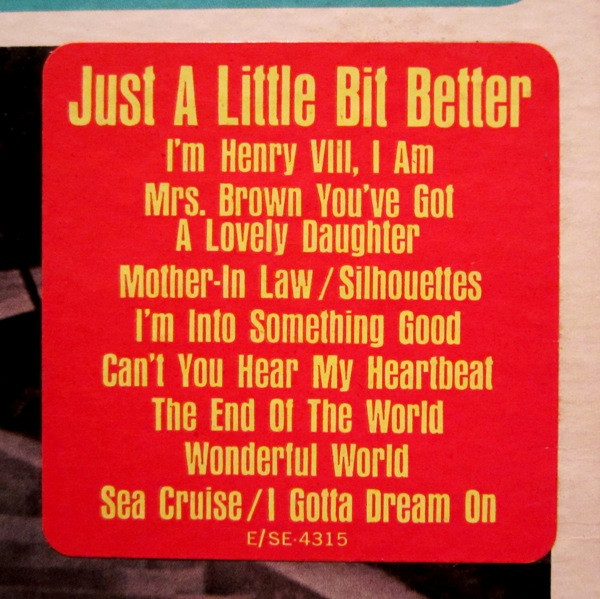 Just A Little Bit Better
I'm Henry VIII, I Am
Mrs. Brown You've Got
A Lovely Daughter
Mother-In Law / Silhouettes
I'm Into Something Good
Can't You Hear My Heartbeat
The End Of The World
Wonderful World
Sea Cruise / I Gotta Dream On
E/SE-4315